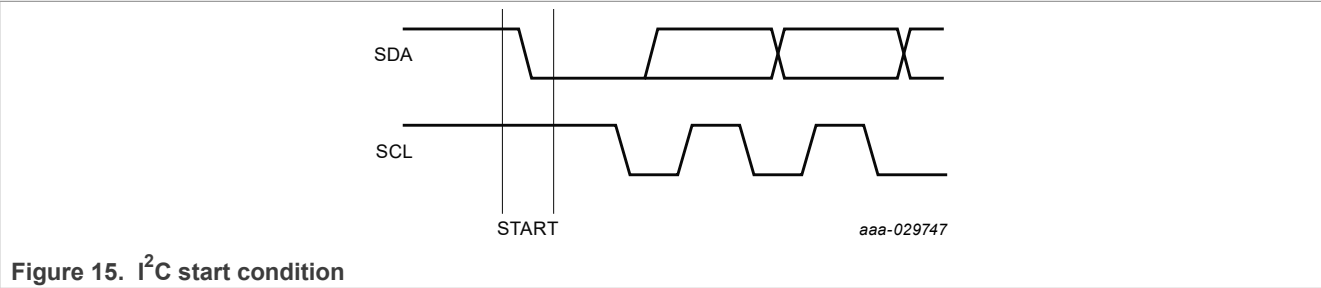 SDA
SCL
START
aaa-029747
Figure 15. I²C start condition